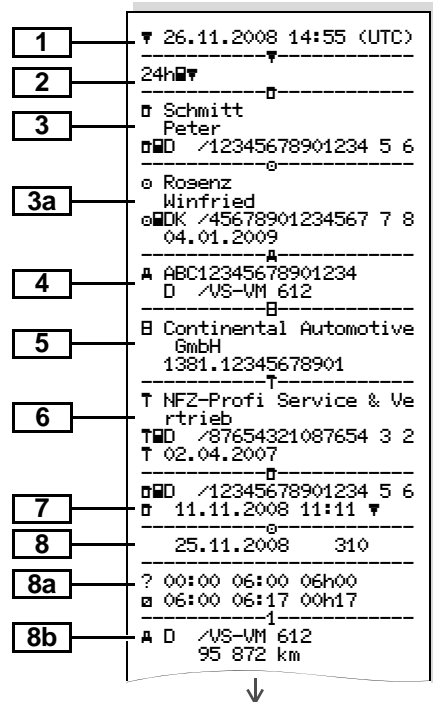 1
▼ 26.11.2008 14:55 (UTC)
2
24h▼
3
Schmitt
Peter
D /12345678901234 5 6
3a
Rogenz
Winfried
DK /45678901234567 7 8
04.01.2009
4
ABC12345678901234
D /VS-VM 612
5
Continental Automotive
GmbH
1381.12345678901
6
NFZ-Profi Service & Ve
rtrieb
D /87654321087654 3 2
02.04.2007
D /12345678901234 5 6
7
11.11.2008 11:11 ▼
8
25.11.2008 310
8a
? 00:00 06:00 06h00
06:00 06:17 00h17
1
8b
D /VS-VM 612
95 872 km